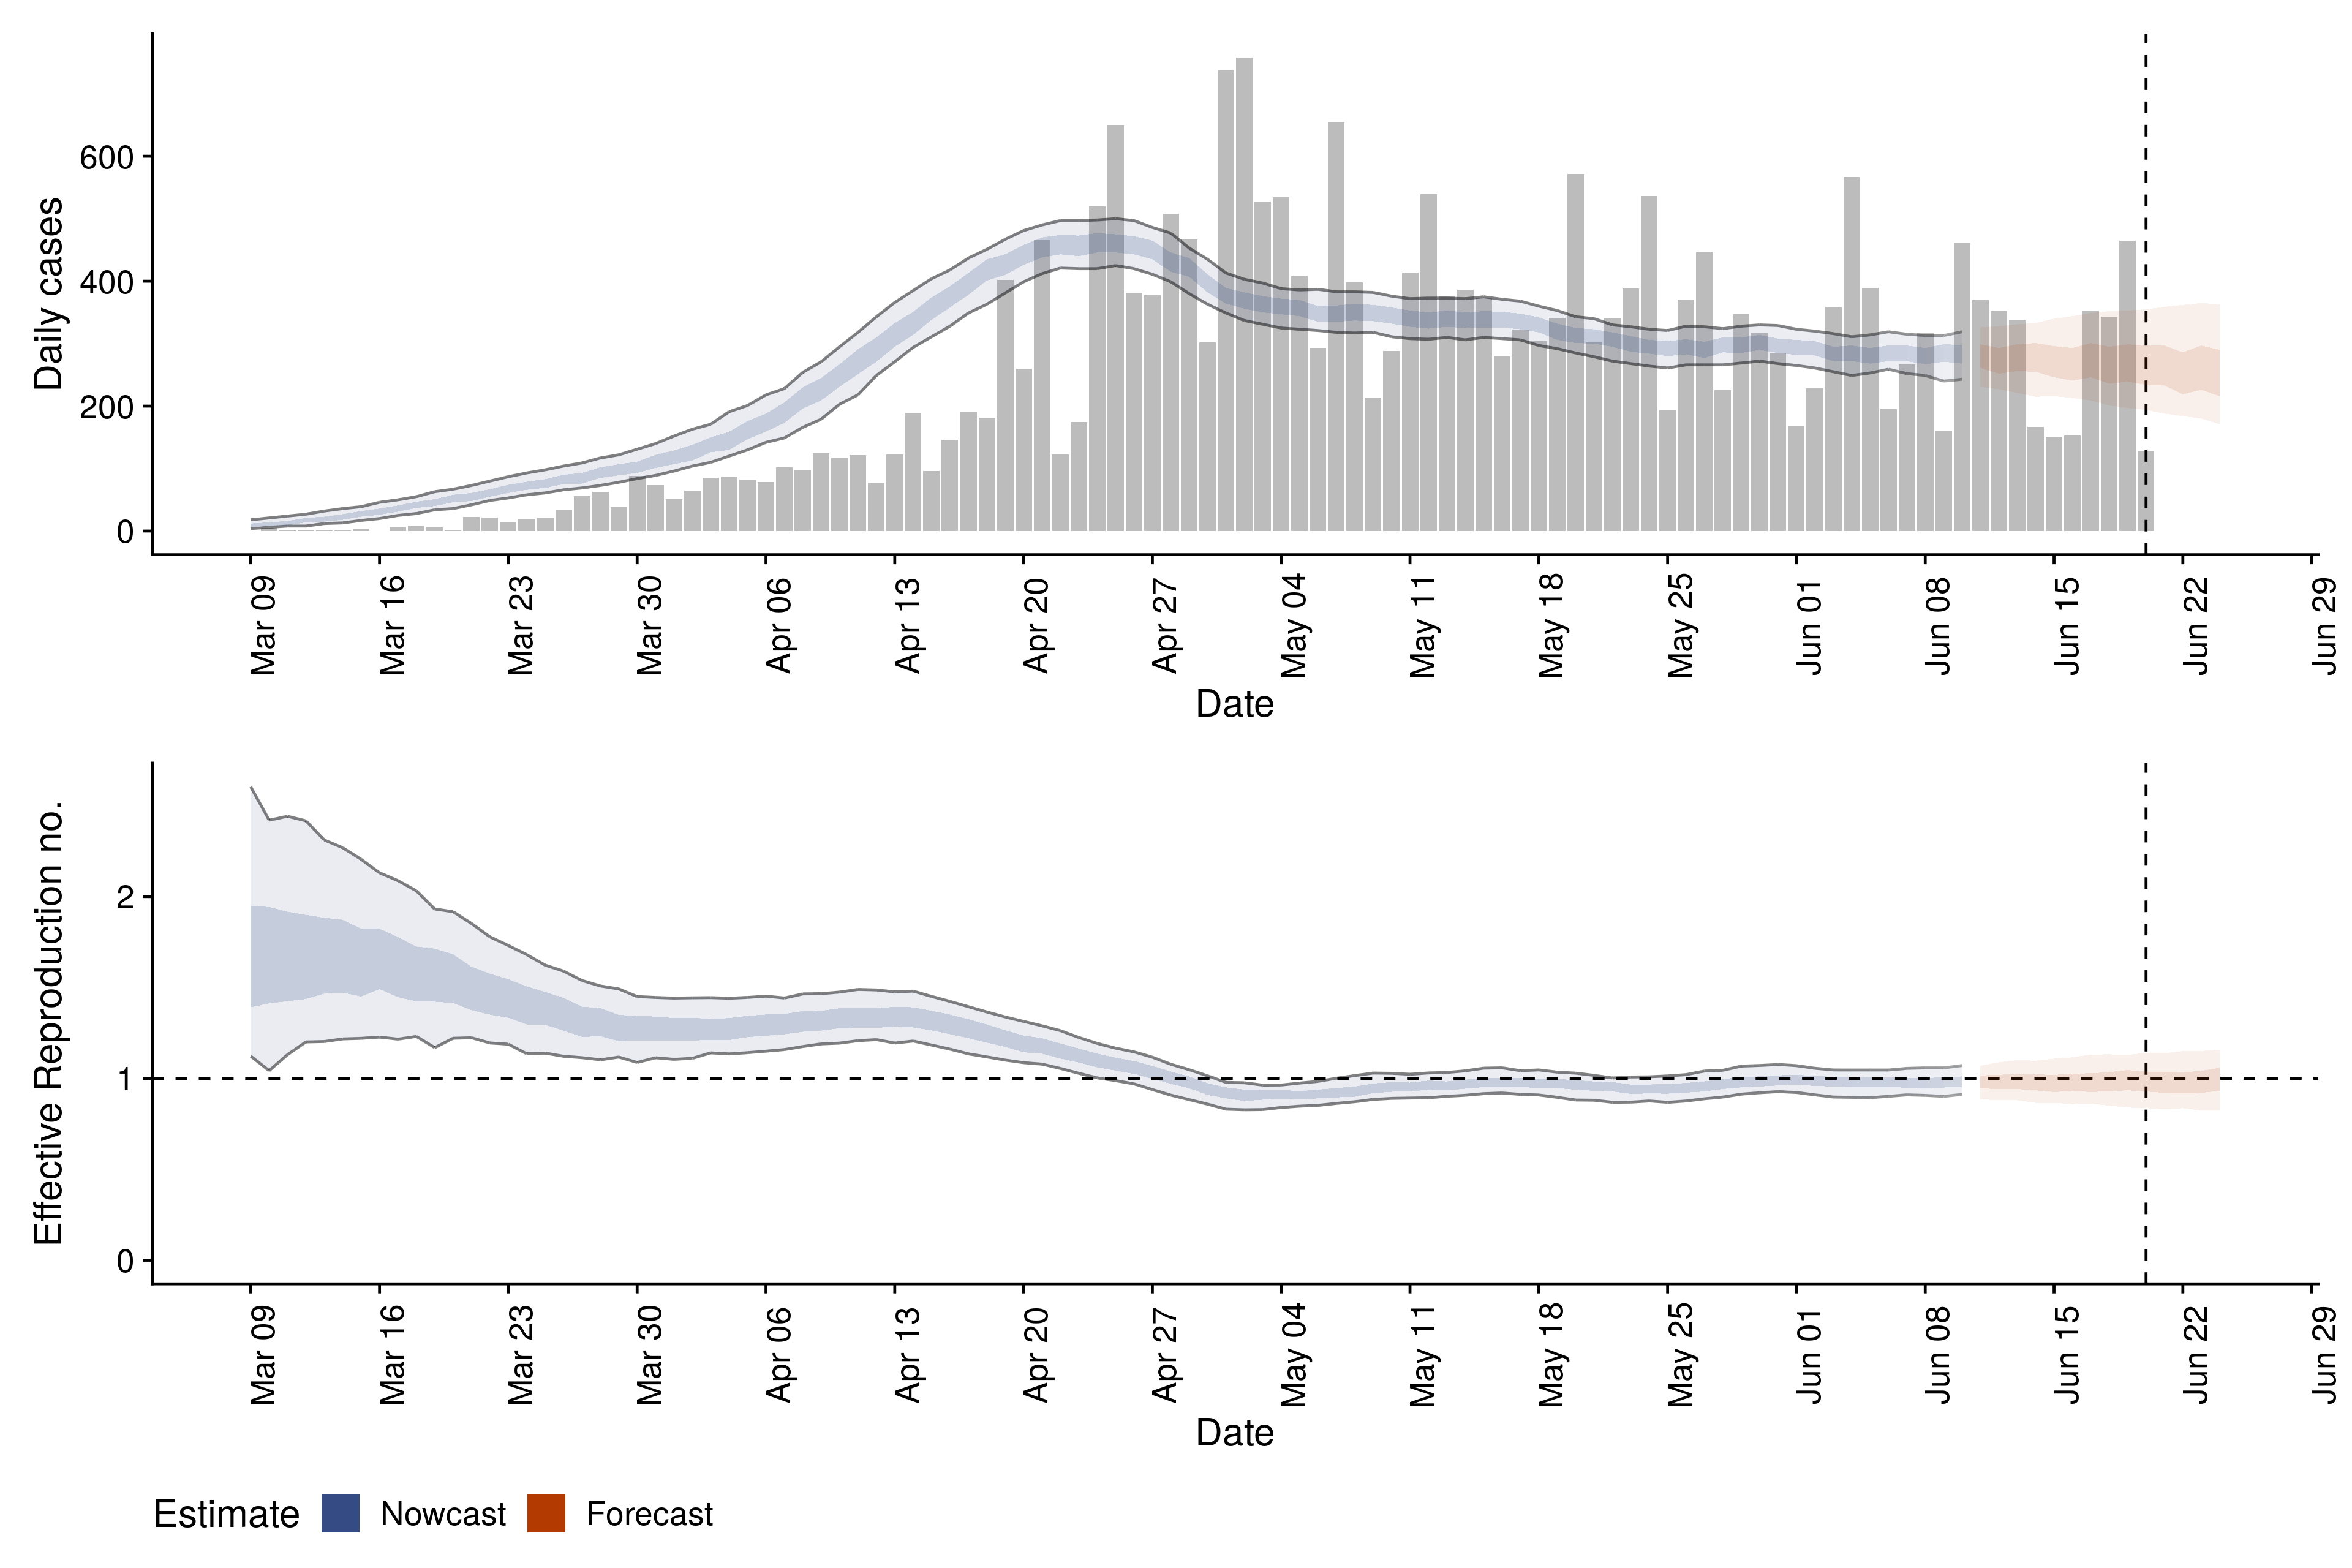 Daily cases
600
400
200
0
Mar 09
Mar 16
Mar 23
Mar 30
Apr 06
Apr 13
Apr 20
Apr 27
May 04
May 11
May 18
May 25
Jun 01
Jun 08
Jun 15
Jun 22
Jun 29
Date
Effective Reproduction no.
2
1
0
Mar 09
Mar 16
Mar 23
Mar 30
Apr 06
Apr 13
Apr 20
Apr 27
May 04
May 11
May 18
May 25
Jun 01
Jun 08
Jun 15
Jun 22
Jun 29
Date
Estimate Nowcast Forecast